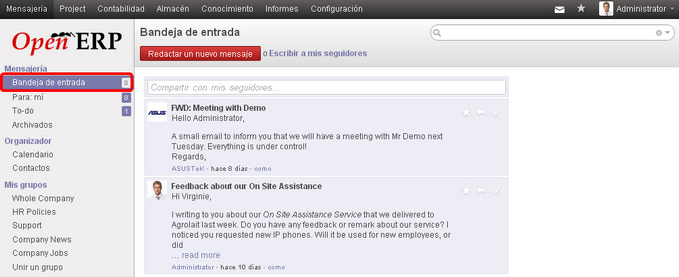 Mensajería Project Contabilidad Almacén Conocimiento Informes Configuración Administrator
Open ERP
Bandeja de entrada
Redactar un nuevo mensaje o Escribir a mis seguidores
Mensajería
Bandeja de entrada 8
Para: mí 8
To-do 1
Archivados
Organizador
Calendario
Contactos
Mis grupos
Whole Company
HR Policies
Support
Company News
Company Jobs
Unir un grupo
Compartir con mis seguidores...
ASUS
FWD: Meeting with Demo
Hello Administrator,
A small email to inform you that we will have a meeting with Mr Demo next
Tuesday. Everything is under control!
Regards,
ASUSTeK · hace 8 días · como
Feedback about our On Site Assistance
Hi Virginie,
I writing to you about our On Site Assistance Service that we delivered to
Agrolait last week. Do you have any feedback or remark about our service? I
noticed you requested new IP phones. Will it be used for new employees, or
did
... read more
Administrator · hace 10 días · como